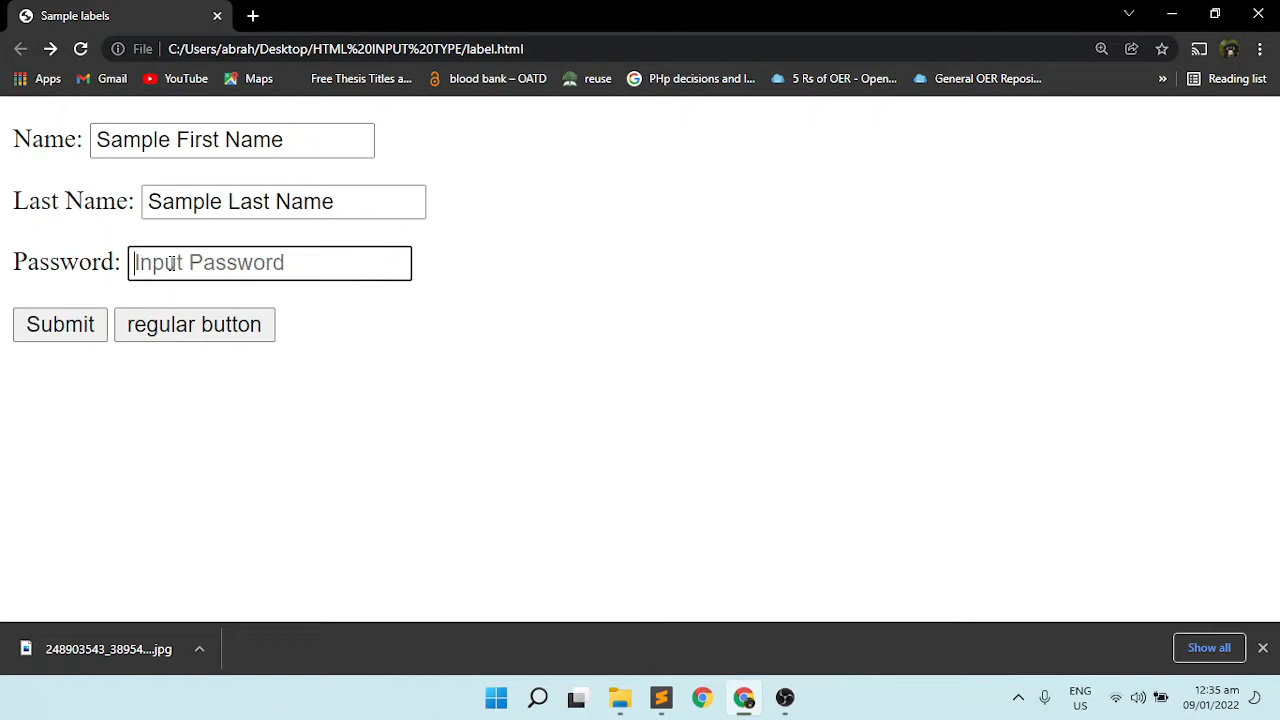 Sample labels
File C:/Users/abrah/Desktop/HTML%20INPUT%20TYPE/label.html
Apps Gmail YouTube Maps Free Thesis Titles a... blood bank – OATD reuse PHp decisions and l... 5 Rs of OER - Open... General OER Reposi... » Reading list
Name: Sample First Name
Last Name: Sample Last Name
Password: Input Password
Submit regular button
248903543_38954....jpg Show all
ENG 12:35 am
US 09/01/2022